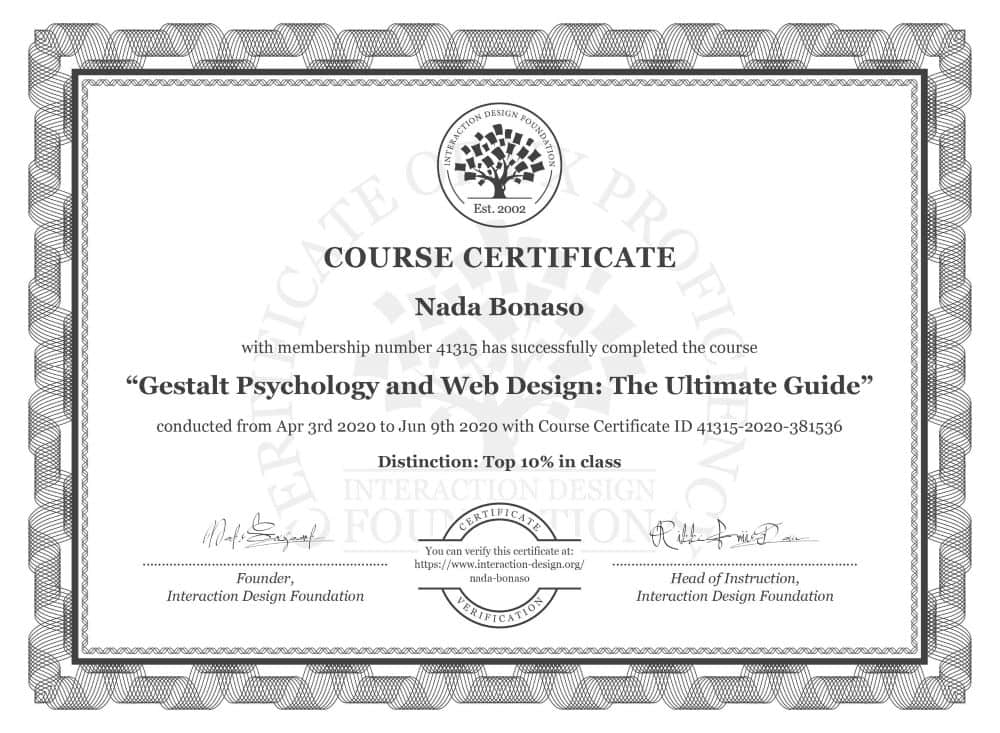 INTERACTION DESIGN FOUNDATION
Est. 2002
CERTIFICATE OF UX PROFICIENCY
COURSE CERTIFICATE
Nada Bonaso
with membership number 41315 has successfully completed the course
“Gestalt Psychology and Web Design: The Ultimate Guide”
conducted from Apr 3rd 2020 to Jun 9th 2020 with Course Certificate ID 41315-2020-381536
Distinction: Top 10% in class
INTERACTION DESIGN
FOUNDATION
CERTIFICATE
You can verify this certificate at:
https://www.interaction-design.org/
nada-bonaso
VERIFICATION
Founder,
Interaction Design Foundation
Head of Instruction,
Interaction Design Foundation